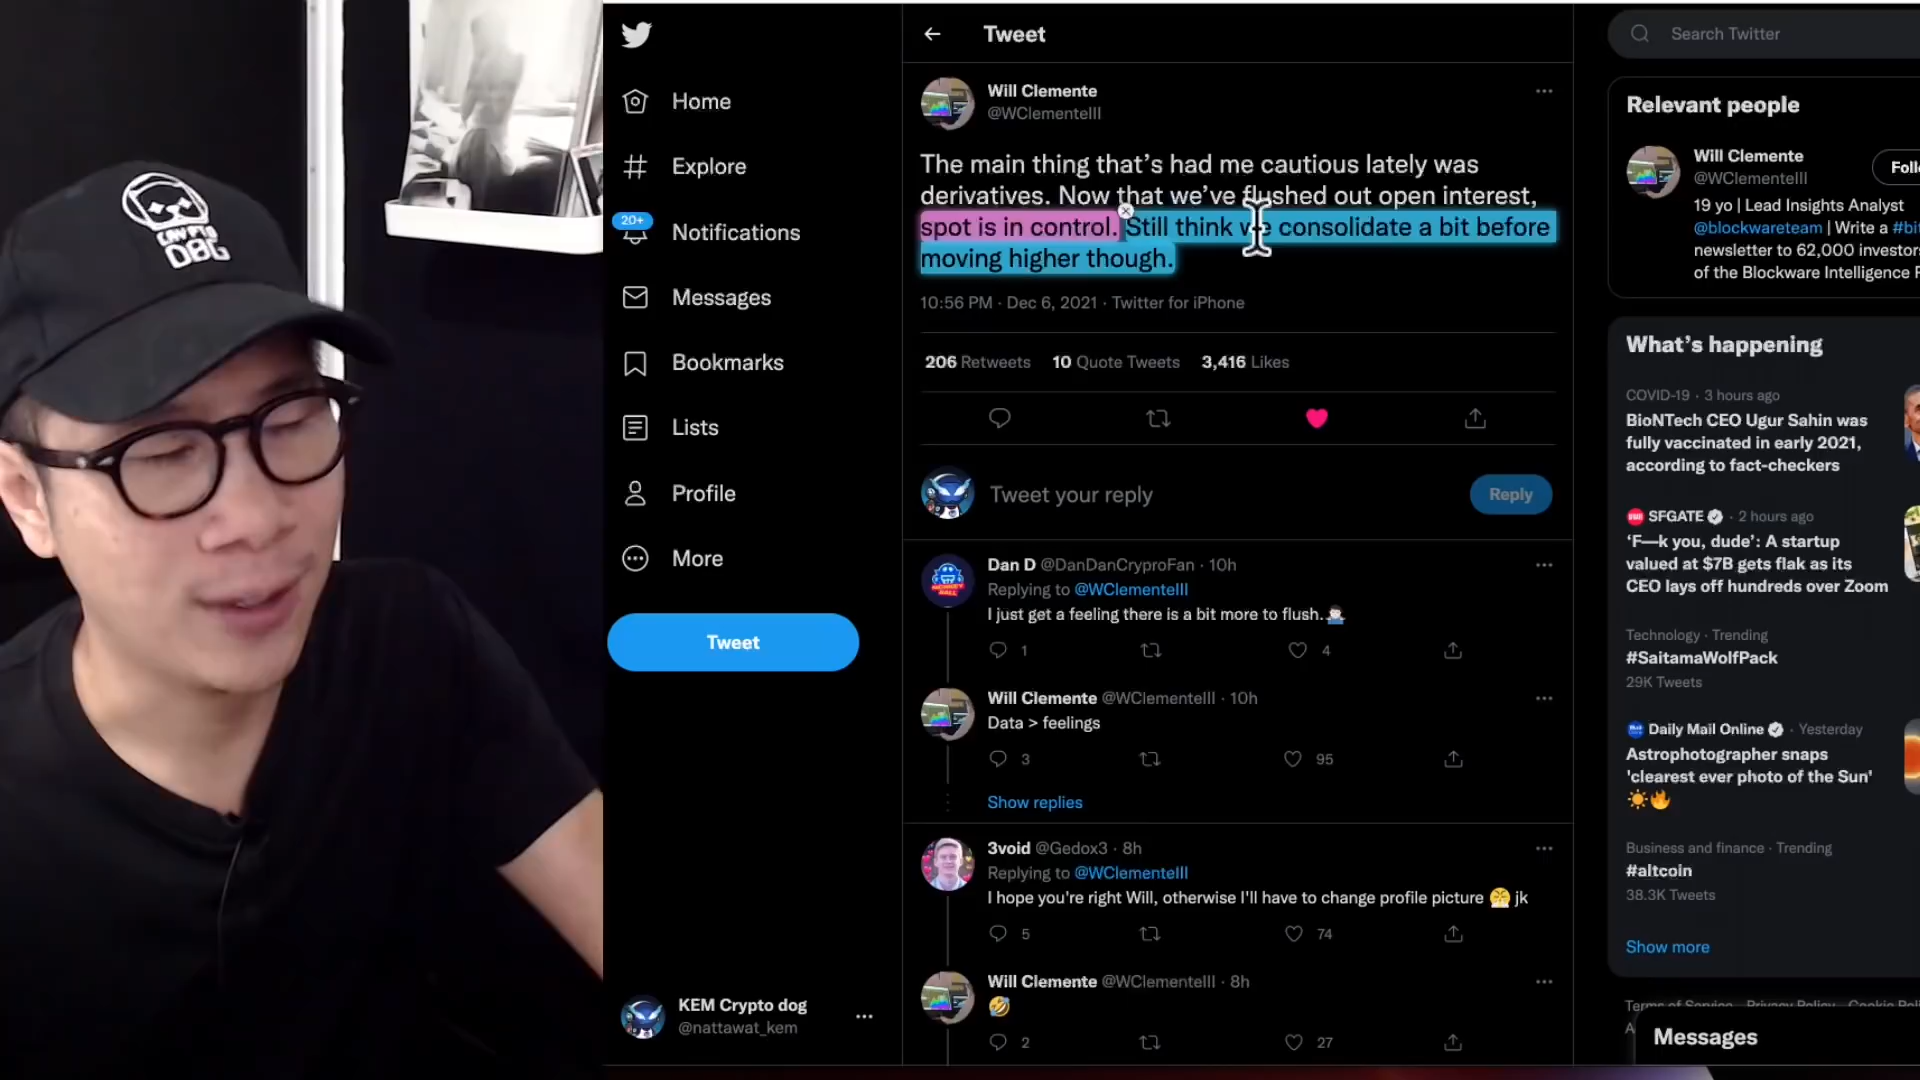 CRYPTO
DOG
Home
Explore
20+
Notifications
Messages
Bookmarks
Lists
Profile
More
Tweet
KEM Crypto dog
@nattawat_kem
Tweet
Will Clemente
@WClementeIII
The main thing that's had me cautious lately was
derivatives. Now that we've flushed out open interest,
spot is in control. Still think we consolidate a bit before
moving higher though.
10:56 PM · Dec 6, 2021 · Twitter for iPhone
206 Retweets 10 Quote Tweets 3,416 Likes
Tweet your reply
Reply
Dan D @DanDanCryproFan · 10h
Replying to @WClementeIII
I just get a feeling there is a bit more to flush.
1 4
Will Clemente @WClementeIII · 10h
Data > feelings
3 95
Show replies
3void @Gedox3 · 8h
Replying to @WClementeIII
I hope you're right Will, otherwise I'll have to change profile picture 😤 jk
5 74
Will Clemente @WClementeIII · 8h
🤣
2 27
Search Twitter
Relevant people
Will Clemente
@WClementeIII
Foll
19 yo | Lead Insights Analyst
@blockwareteam | Write a #bit
newsletter to 62,000 investors
of the Blockware Intelligence P
What's happening
COVID-19 · 3 hours ago
BioNTech CEO Ugur Sahin was
fully vaccinated in early 2021,
according to fact-checkers
SFGATE · 2 hours ago
'F—k you, dude': A startup
valued at $7B gets flak as its
CEO lays off hundreds over Zoom
Technology · Trending
#SaitamaWolfPack
29K Tweets
Daily Mail Online · Yesterday
Astrophotographer snaps
'clearest ever photo of the Sun'
☀️🔥
Business and finance · Trending
#altcoin
38.3K Tweets
Show more
Terms of Service Privacy Policy Cookie Poli
Messages